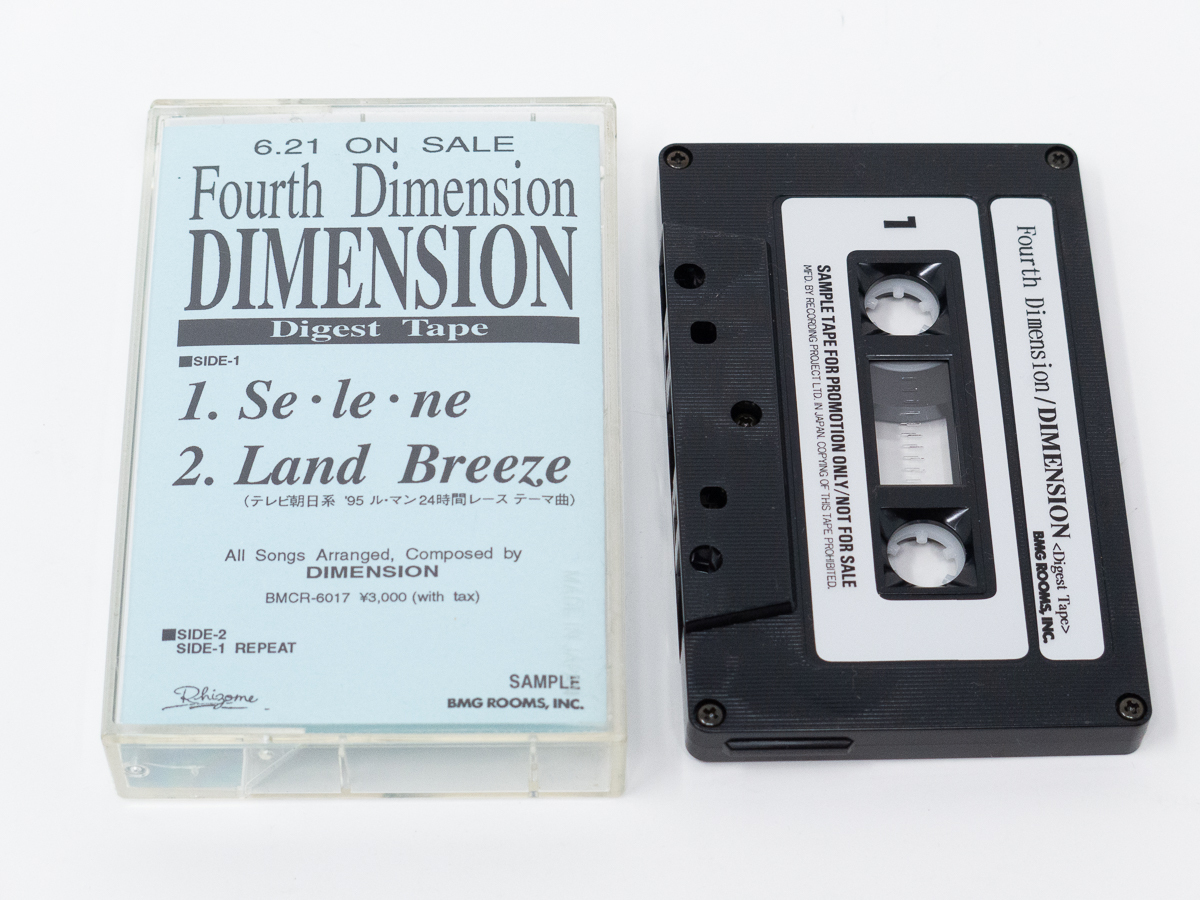 6.21 ON SALE
Fourth Dimension
DIMENSION
Digest Tape
■SIDE-1
1. Se・le・ne
2. Land Breeze
(テレビ朝日系 '95 ル・マン24時間レース テーマ曲)
All Songs Arranged, Composed by
DIMENSION
BMCR-6017 ¥3,000 (with tax)
■SIDE-2
SIDE-1 REPEAT
Rhizome
SAMPLE
BMG ROOMS, INC.
MADE IN JAPAN
1
SAMPLE TAPE FOR PROMOTION ONLY/NOT FOR SALE
MFD. BY RECORDING PROJECT LTD. IN JAPAN. COPYING OF THIS TAPE PROHIBITED.
Fourth Dimension/DIMENSION <Digest Tape>
BMG ROOMS, INC.